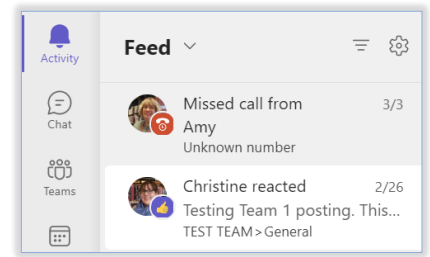 Activity
Chat
Teams
Feed
Missed call from 3/3
Amy
Unknown number
Christine reacted 2/26
Testing Team 1 posting. This...
TEST TEAM>General